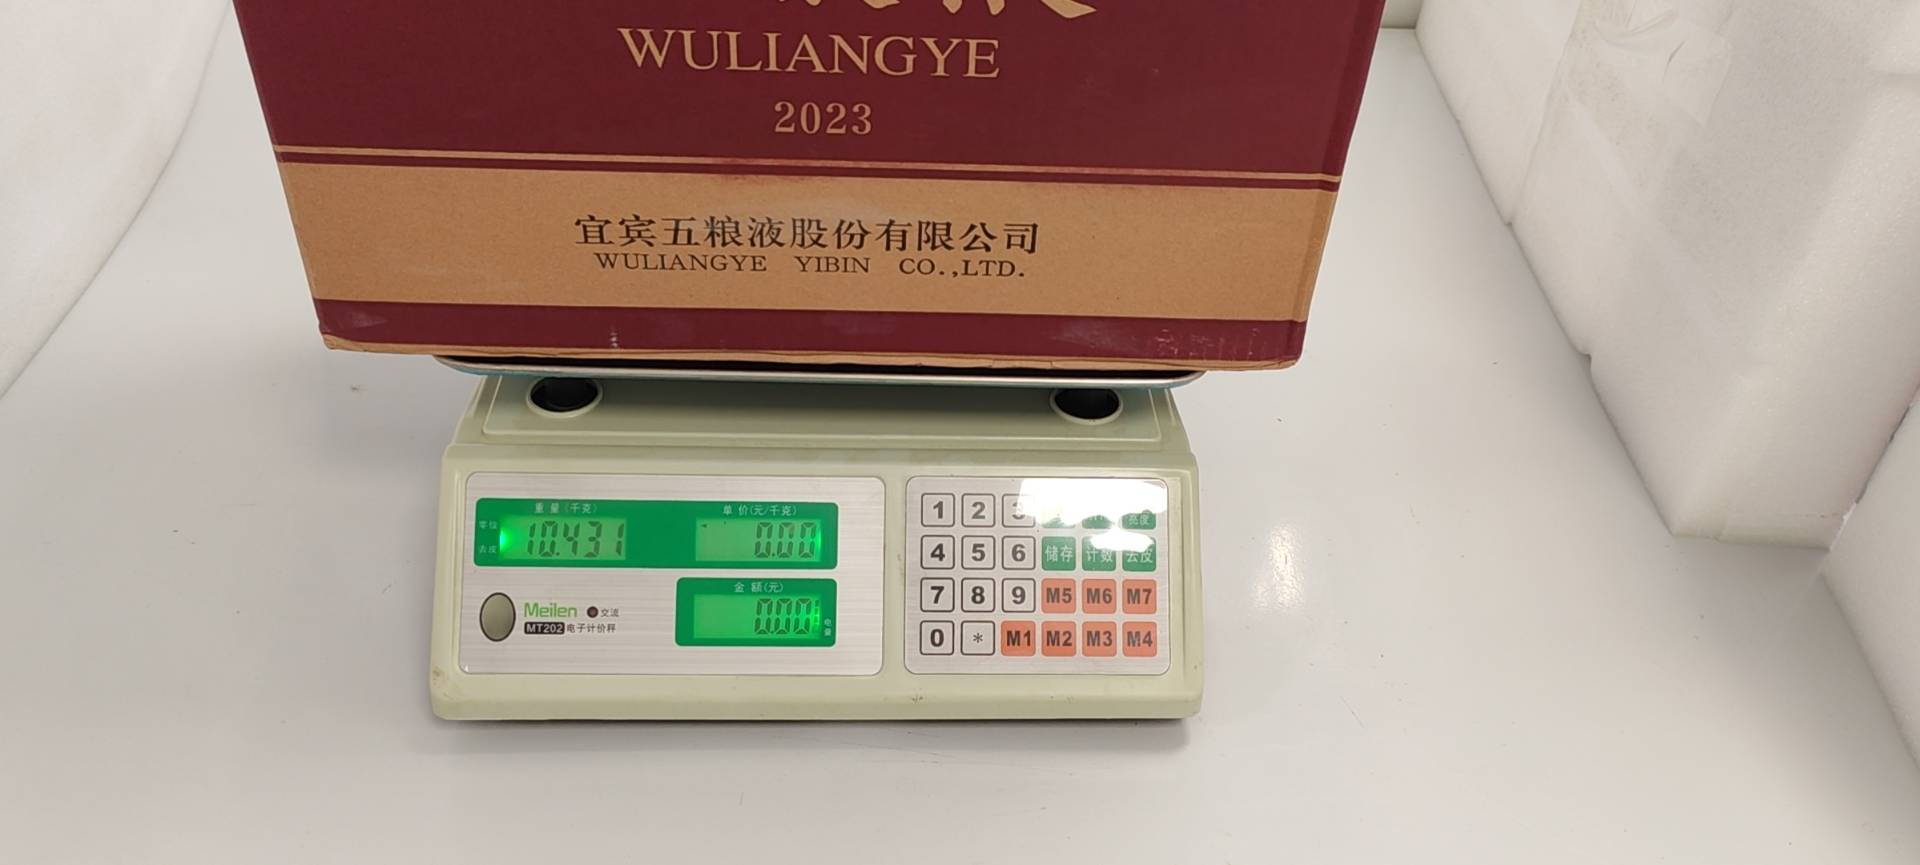 WULIANGYE
2023
宜宾五粮液股份有限公司
WULIANGYE YIBIN CO.,LTD.
重量(千克)
单价(元/千克)
零位
去皮
10.431
0.00
金额(元)
0.00
电量
Meilen
交流
MT202 电子计价秤
1 2 3 亮度
4 5 6 储存 计数 去皮
7 8 9 M5 M6 M7
0 * M1 M2 M3 M4